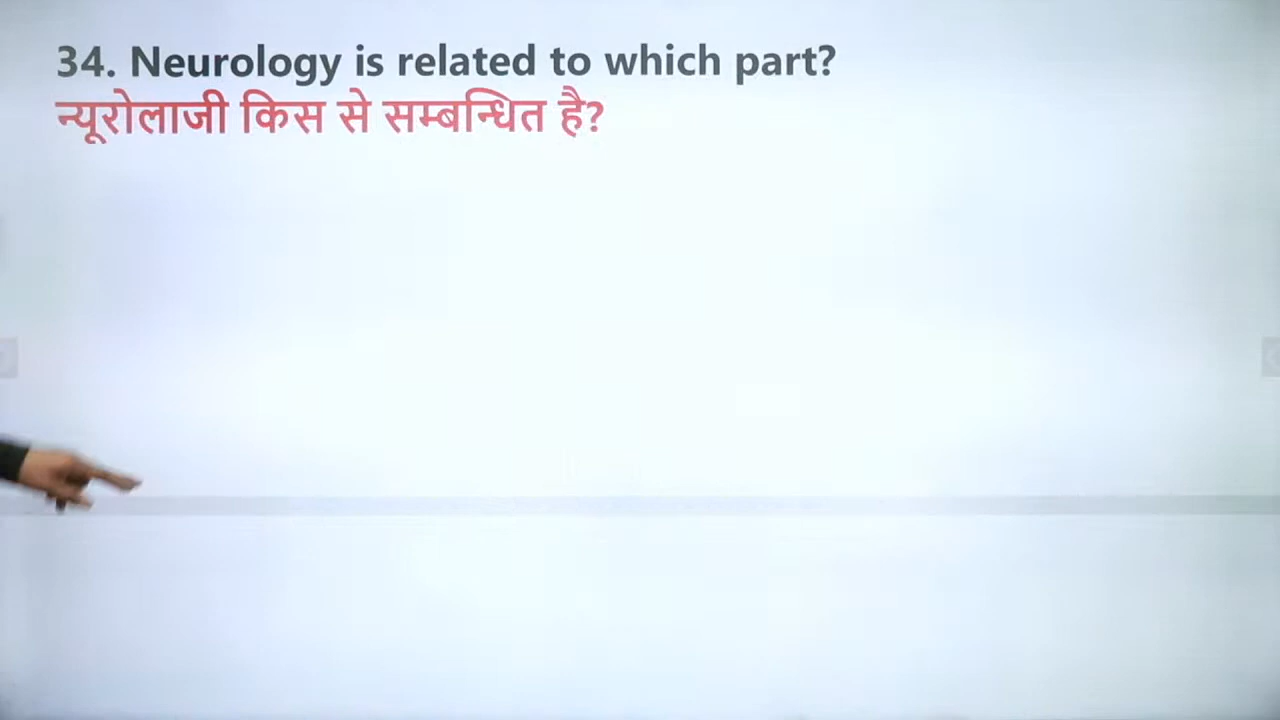 34. Neurology is related to which part?
न्यूरोलाजी किस से सम्बन्धित है?